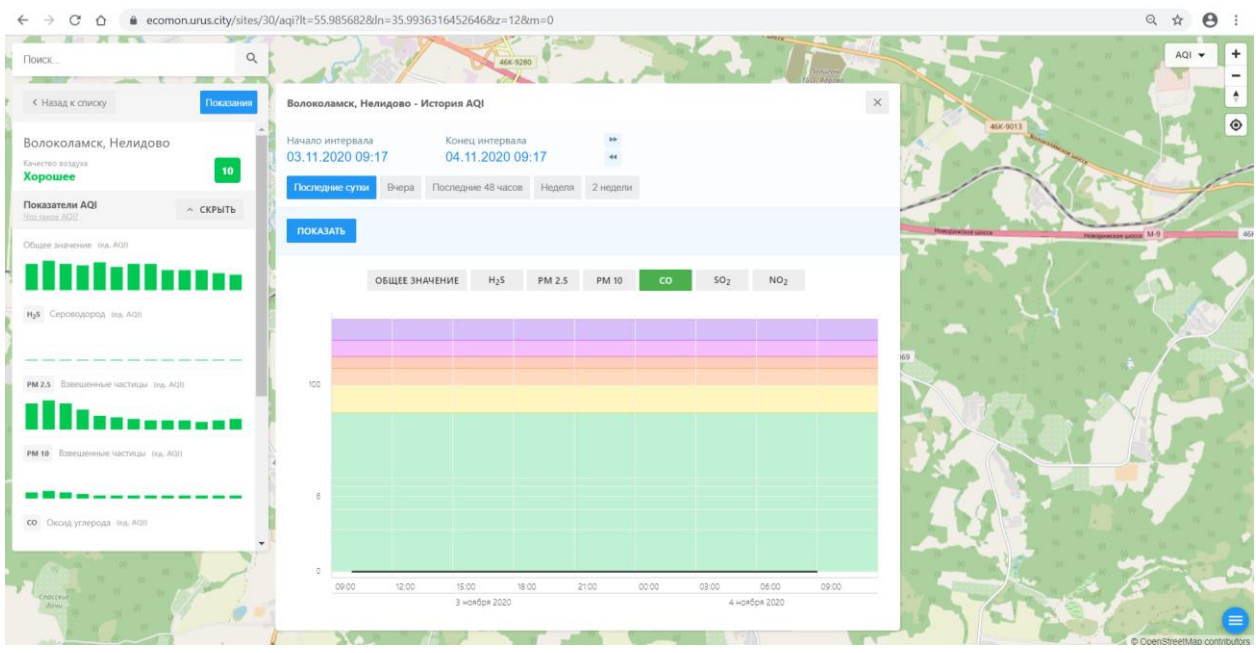 ecomon.urus.city/sites/30/aqi?lt=55.985682&ln=35.9936316452646&z=12&m=0
Поиск...
46К-9280
AQI
Назад к списку
Показания
Волоколамск, Нелидово
Качество воздуха
Хорошее
10
Показатели AQI
Что такое AQI?
СКРЫТЬ
Общее значение (ед. AQI)
H₂S Сероводород (ед. AQI)
PM 2.5 Взвешенные частицы (ед. AQI)
PM 10 Взвешенные частицы (ед. AQI)
CO Оксид углерода (ед. AQI)
Волоколамск, Нелидово - История AQI
Начало интервала
03.11.2020 09:17
Конец интервала
04.11.2020 09:17
Последние сутки Вчера Последние 48 часов Неделя 2 недели
ПОКАЗАТЬ
ОБЩЕЕ ЗНАЧЕНИЕ H₂S PM 2.5 PM 10 CO SO₂ NO₂
100
6
0
09:00 12:00 15:00 18:00 21:00 00:00 03:00 06:00 09:00
3 ноября 2020 4 ноября 2020
46К-9013
Волоколамское шоссе
Новорижское шоссе
Новорижское шоссе М-9
469
© OpenStreetMap contributors